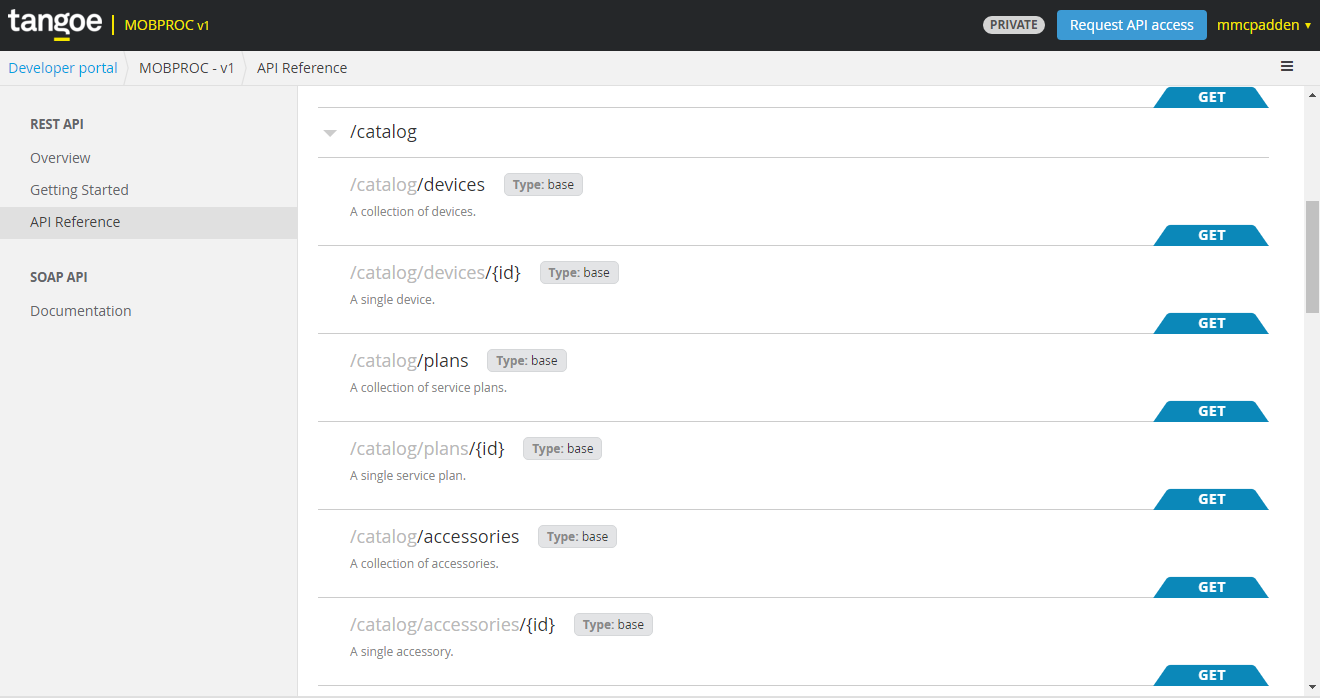 tangoe MOBPROC v1 PRIVATE Request API access mmcpadden ▾
Developer portal MOBPROC - v1 API Reference
REST API
Overview
Getting Started
API Reference
SOAP API
Documentation
GET
/catalog
/catalog/devices Type: base
A collection of devices.
GET
/catalog/devices/{id} Type: base
A single device.
GET
/catalog/plans Type: base
A collection of service plans.
GET
/catalog/plans/{id} Type: base
A single service plan.
GET
/catalog/accessories Type: base
A collection of accessories.
GET
/catalog/accessories/{id} Type: base
A single accessory.
GET